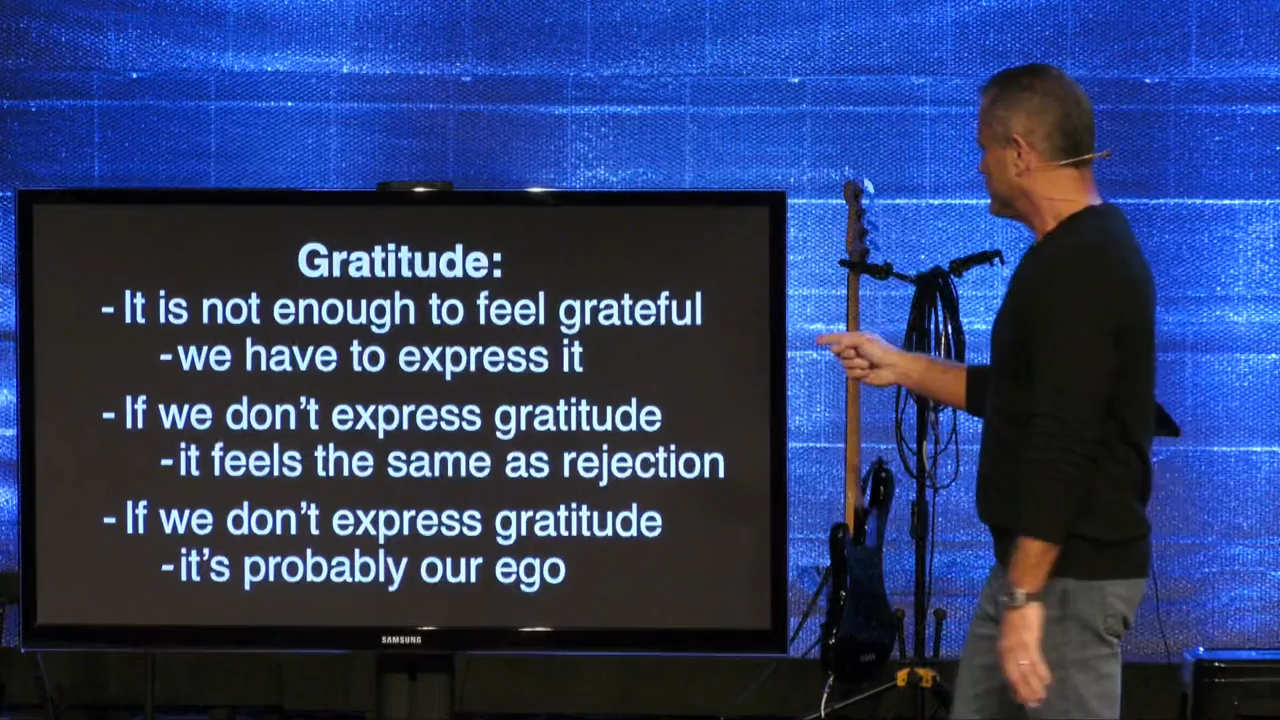 Gratitude:
- It is not enough to feel grateful
- we have to express it
- If we don't express gratitude
- it feels the same as rejection
- If we don't express gratitude
- it's probably our ego
SAMSUNG